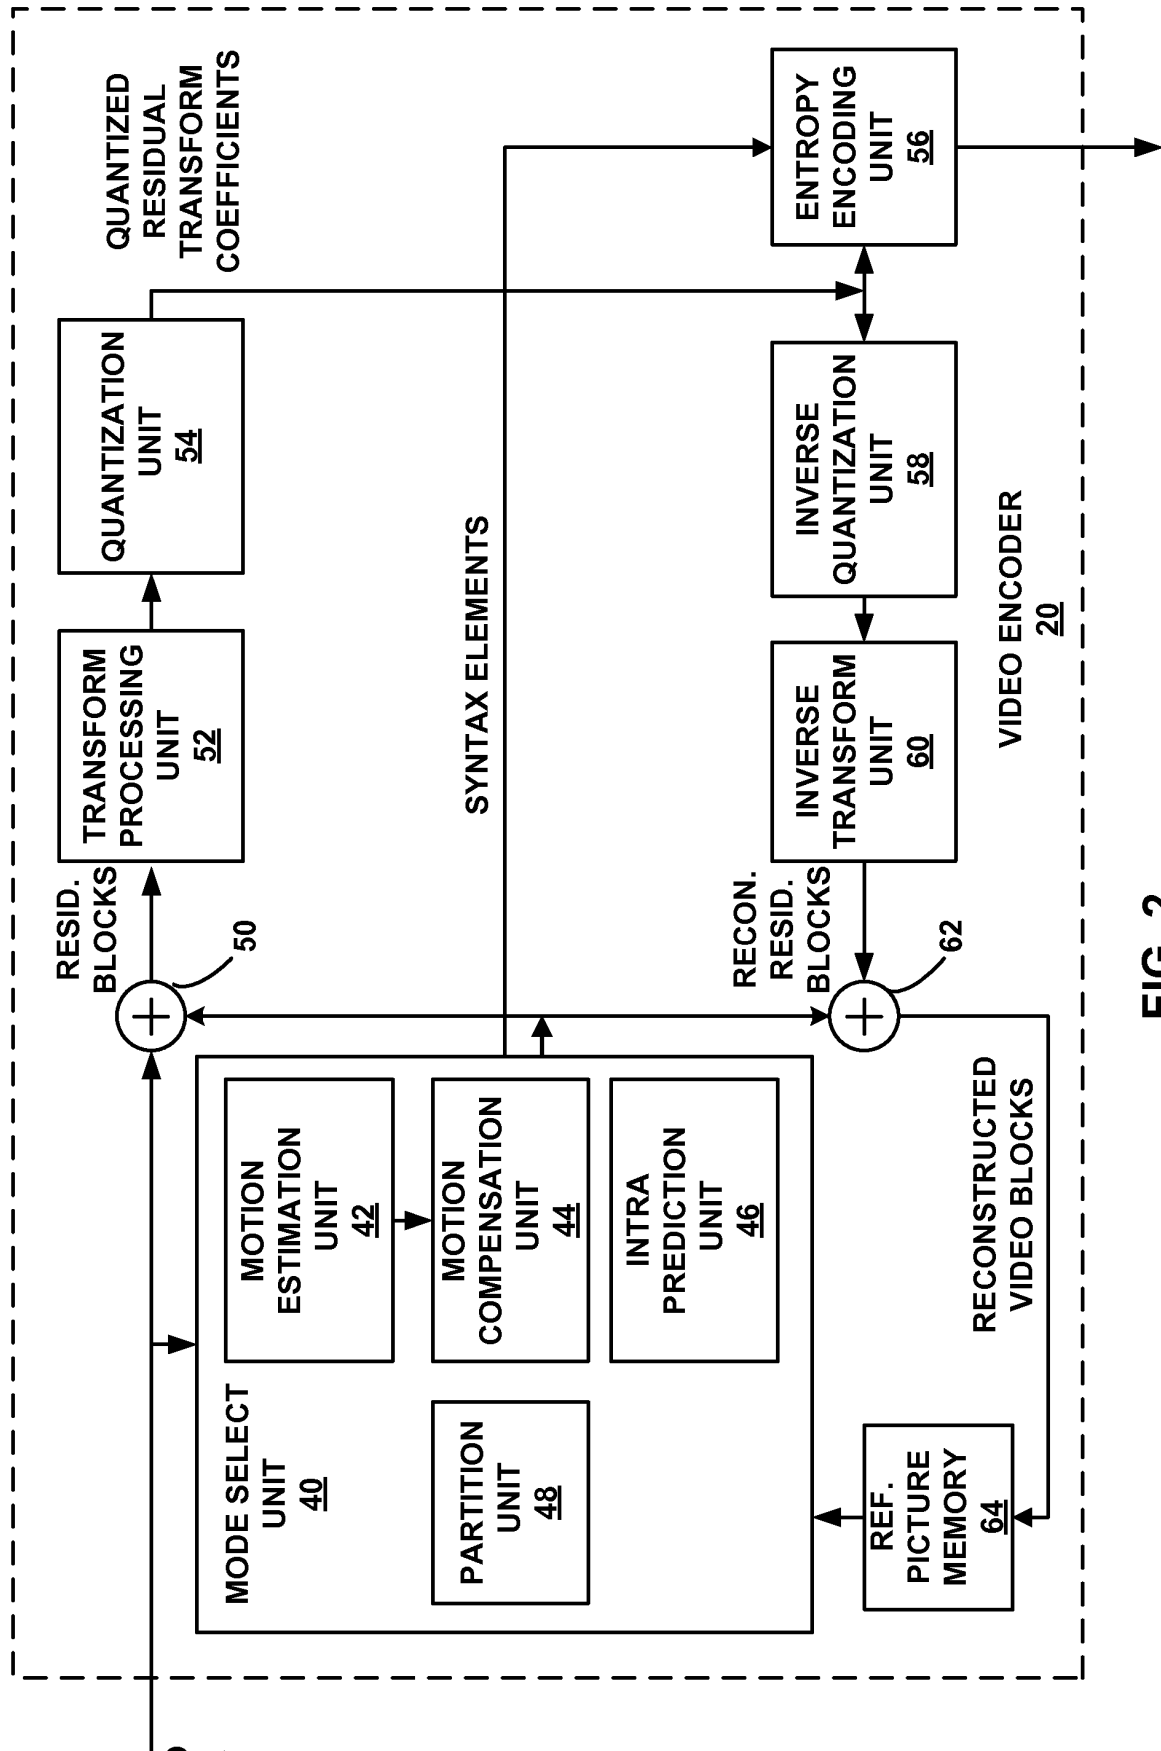 QUANTIZED
RESIDUAL
TRANSFORM
COEFFICIENTS
RESID.
BLOCKS
50
TRANSFORM
PROCESSING
UNIT
52
QUANTIZATION
UNIT
54
MODE SELECT
UNIT
40
MOTION
ESTIMATION
UNIT
42
MOTION
COMPENSATION
UNIT
44
INTRA
PREDICTION
UNIT
46
PARTITION
UNIT
48
SYNTAX ELEMENTS
RECON.
RESID.
BLOCKS
62
INVERSE
TRANSFORM
UNIT
60
INVERSE
QUANTIZATION
UNIT
58
ENTROPY
ENCODING
UNIT
56
REF.
PICTURE
MEMORY
64
RECONSTRUCTED
VIDEO BLOCKS
VIDEO ENCODER
20
FIG. 2